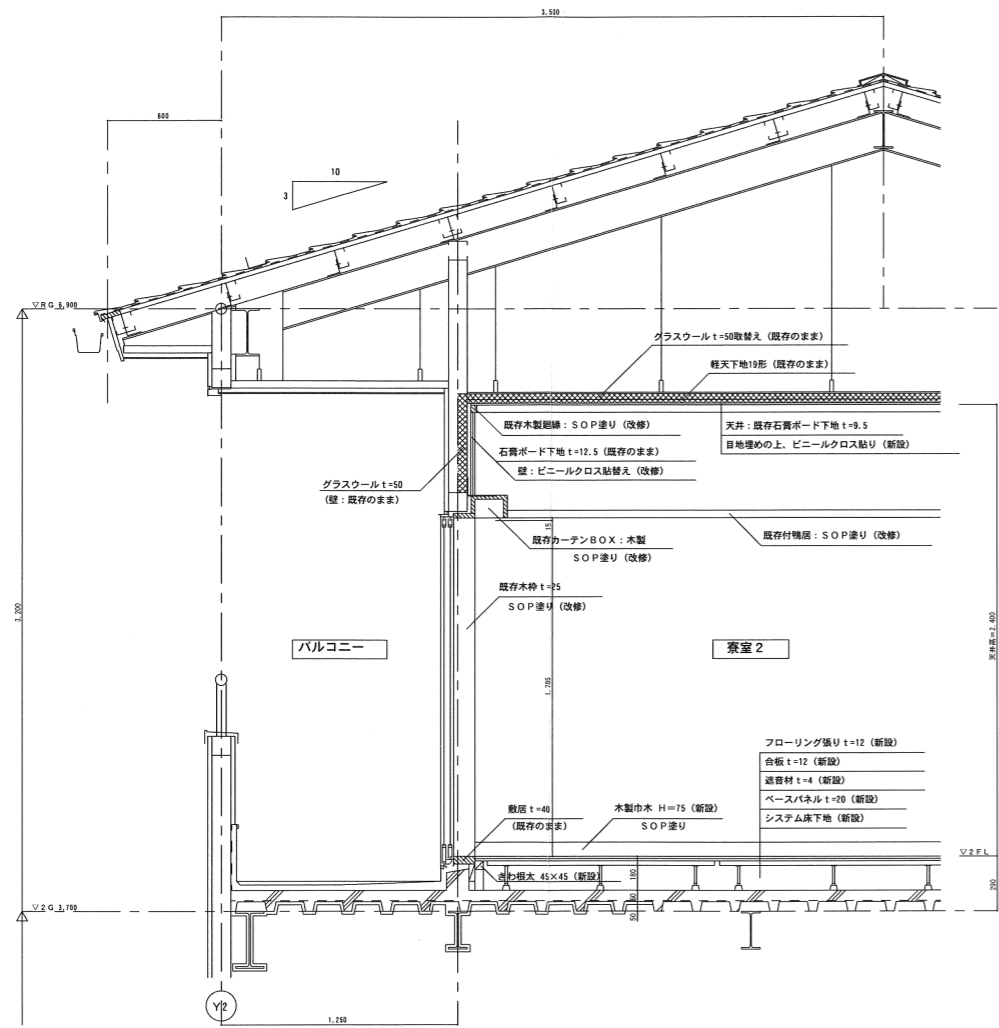 3,500
600
10
3
▽RG 6,900
グラスウール t=50取替え (既存のまま)
軽天下地19形 (既存のまま)
既存木製廻縁：ＳＯＰ塗り (改修)
天井：既存石膏ボード下地 t=9.5
目地埋めの上、ビニールクロス貼り (新設)
石膏ボード下地 t=12.5 (既存のまま)
壁：ビニールクロス貼替え (改修)
グラスウール t=50
(壁：既存のまま)
15
既存カーテンＢＯＸ：木製
ＳＯＰ塗り (改修)
既存付鴨居：ＳＯＰ塗り (改修)
既存木枠 t=25
ＳＯＰ塗り (改修)
3,200
バルコニー
寮室２
天井高=2,400
1,785
フローリング張り t=12 (新設)
合板 t=12 (新設)
遮音材 t=4 (新設)
ベースパネル t=20 (新設)
システム床下地 (新設)
敷居 t=40
(既存のまま)
木製巾木 H＝75 (新設)
ＳＯＰ塗り
▽2FL
きわ根太 45×45 (新設)
180
60
50
290
▽2G 3,700
Y2
1,250